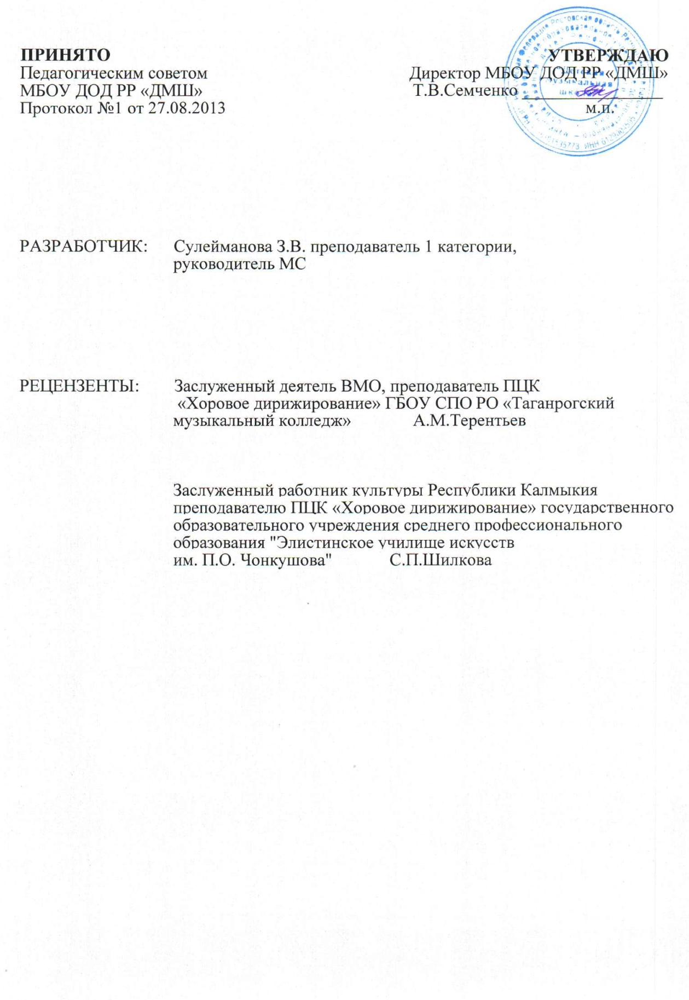 ПРИНЯТО
Педагогическим советом
МБОУ ДОД РР «ДМШ»
Протокол №1 от 27.08.2013
УТВЕРЖДАЮ
Директор МБОУ ДОД РР «ДМШ»
Т.В.Семченко
м.п.
Детская
музыкальная
школа
РАЗРАБОТЧИК: Сулейманова З.В. преподаватель 1 категории,
руководитель МС
РЕЦЕНЗЕНТЫ: Заслуженный деятель ВМО, преподаватель ПЦК
«Хоровое дирижирование» ГБОУ СПО РО «Таганрогский
музыкальный колледж» А.М.Терентьев
Заслуженный работник культуры Республики Калмыкия
преподавателю ПЦК «Хоровое дирижирование» государственного
образовательного учреждения среднего профессионального
образования "Элистинское училище искусств
им. П.О. Чонкушова" С.П.Шилкова